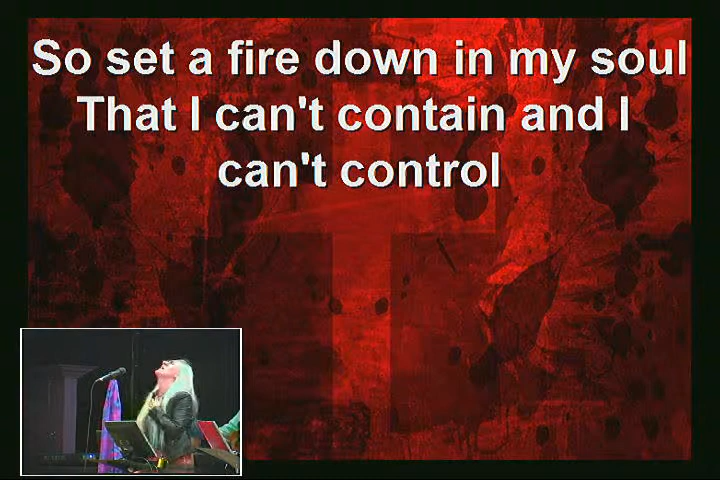 So set a fire down in my soul
That I can't contain and I
can't control